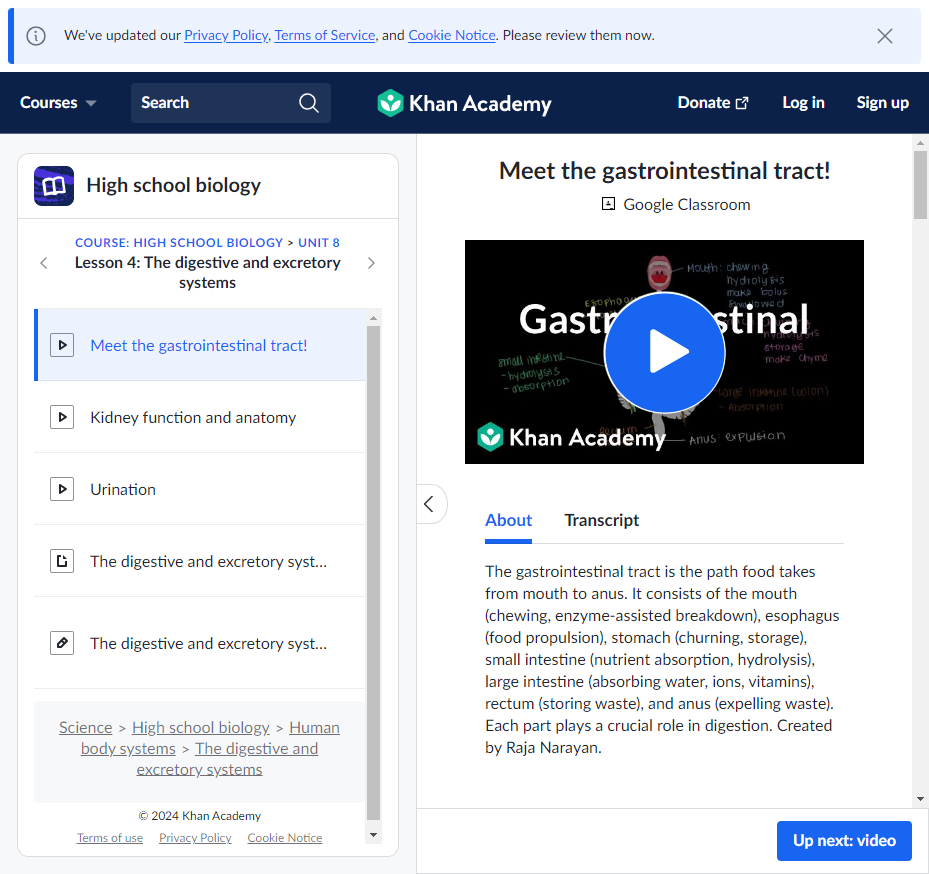 We've updated our Privacy Policy, Terms of Service, and Cookie Notice. Please review them now.
Courses
Search
Khan Academy
Donate
Log in
Sign up
High school biology
COURSE: HIGH SCHOOL BIOLOGY > UNIT 8
Lesson 4: The digestive and excretory
systems
Meet the gastrointestinal tract!
Kidney function and anatomy
Urination
The digestive and excretory syst...
The digestive and excretory syst...
Science > High school biology > Human
body systems > The digestive and
excretory systems
© 2024 Khan Academy
Terms of use Privacy Policy Cookie Notice
Meet the gastrointestinal tract!
Google Classroom
Mouth: chewing
hydrolysis
make bolus
storage
make chyme
small intestine
- hydrolysis
- absorption
large intestine (colon)
- absorption
Rectum
Anus expulsion
Khan Academy
About
Transcript
The gastrointestinal tract is the path food takes
from mouth to anus. It consists of the mouth
(chewing, enzyme-assisted breakdown), esophagus
(food propulsion), stomach (churning, storage),
small intestine (nutrient absorption, hydrolysis),
large intestine (absorbing water, ions, vitamins),
rectum (storing waste), and anus (expelling waste).
Each part plays a crucial role in digestion. Created
by Raja Narayan.
Up next: video